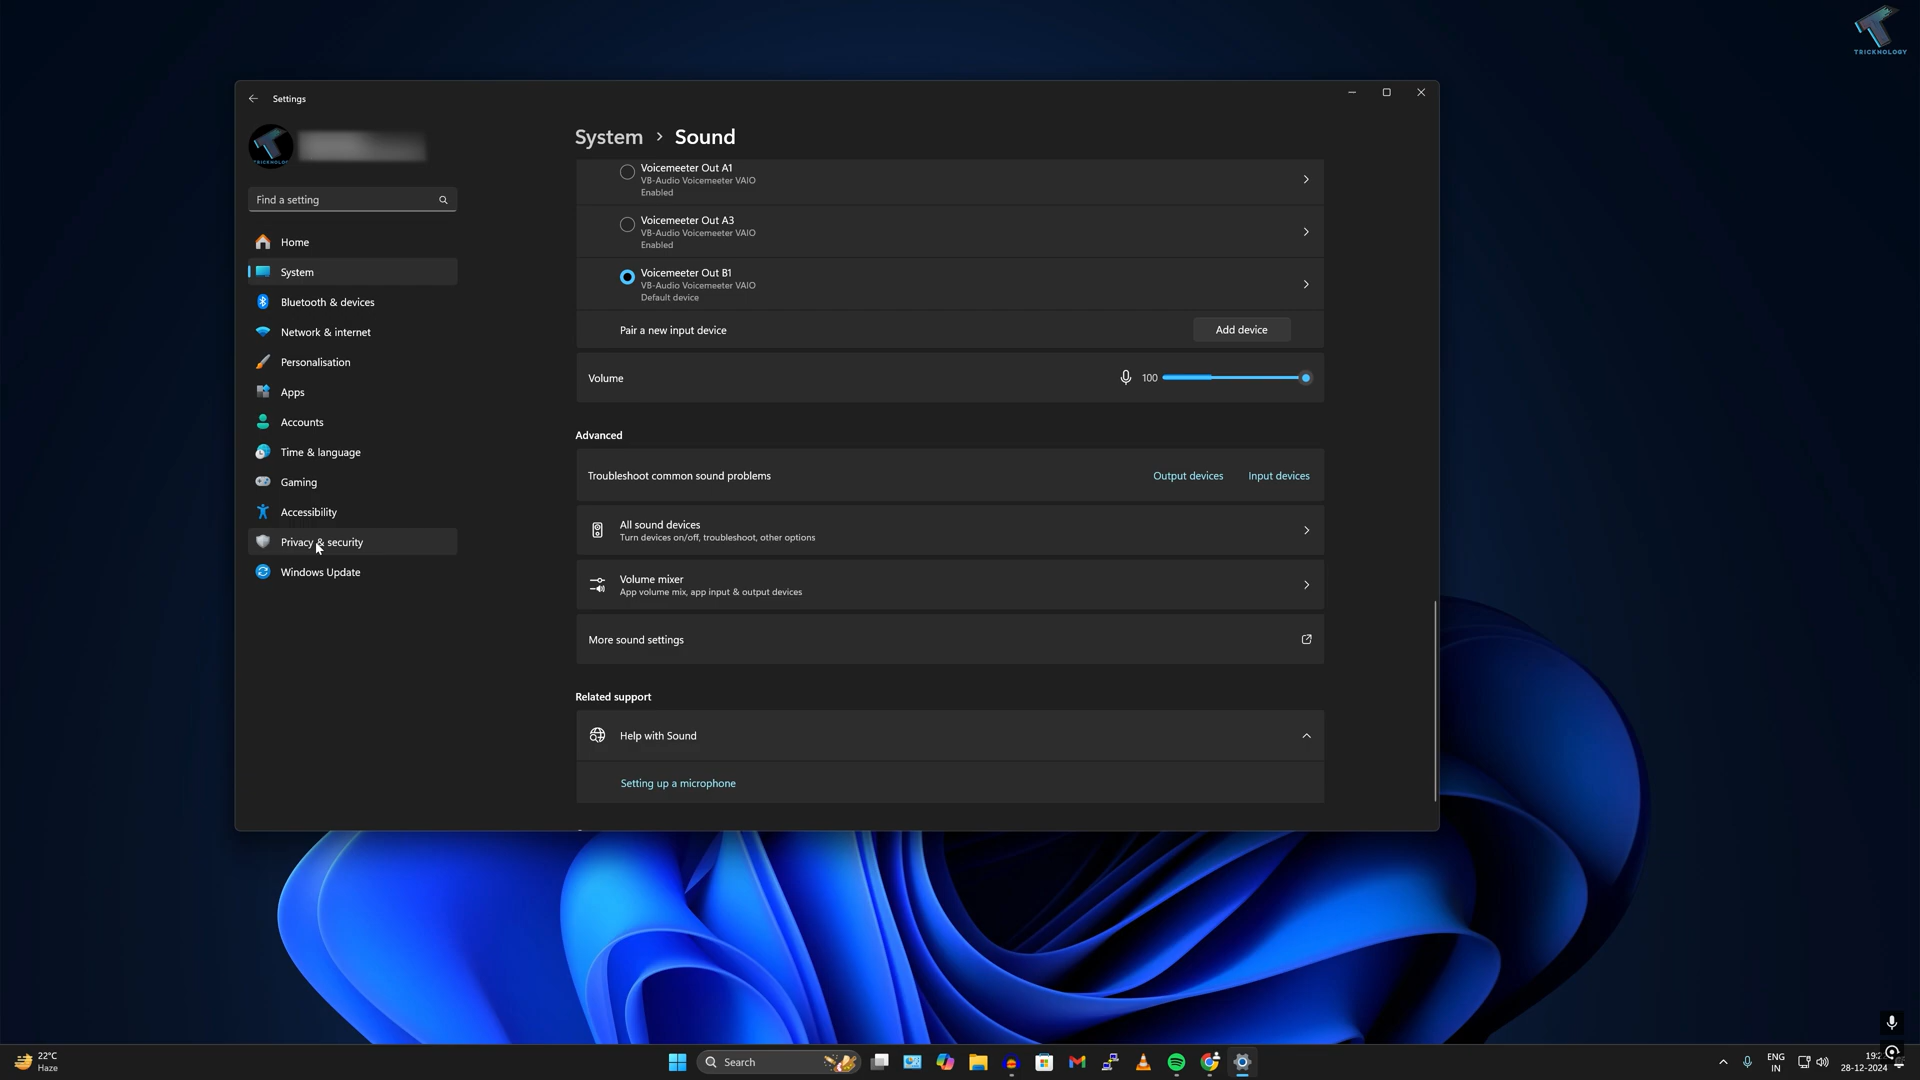 TRICKNOLOGY
Settings
Find a setting
Home
System
Bluetooth & devices
Network & internet
Personalisation
Apps
Accounts
Time & language
Gaming
Accessibility
Privacy & security
Windows Update
System > Sound
Voicemeeter Out A1
VB-Audio Voicemeeter VAIO
Enabled
Voicemeeter Out A3
VB-Audio Voicemeeter VAIO
Enabled
Voicemeeter Out B1
VB-Audio Voicemeeter VAIO
Default device
Pair a new input device
Add device
Volume
100
Advanced
Troubleshoot common sound problems
Output devices
Input devices
All sound devices
Turn devices on/off, troubleshoot, other options
Volume mixer
App volume mix, app input & output devices
More sound settings
Related support
Help with Sound
Setting up a microphone
22°C
Haze
Search
ENG
IN
28-12-2024